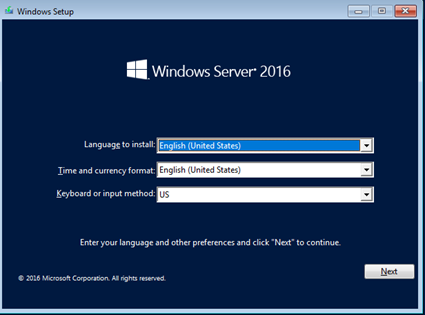 Windows Setup
Windows Server® 2016
Language to install: English (United States)
Time and currency format: English (United States)
Keyboard or input method: US
Enter your language and other preferences and click "Next" to continue.
Next
© 2016 Microsoft Corporation. All rights reserved.